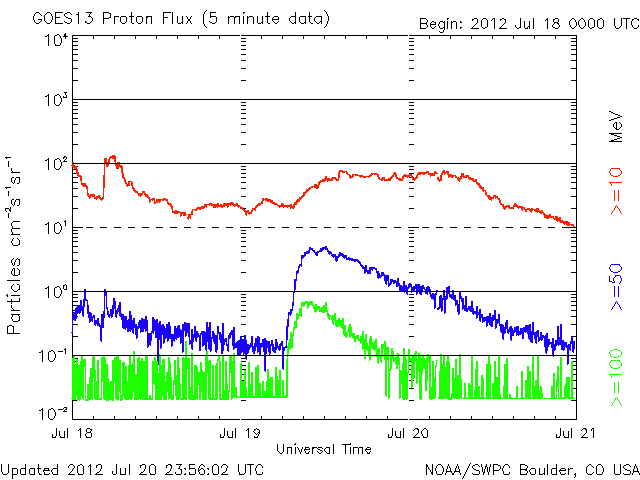 GOES13 Proton Flux (5 minute data)
Begin: 2012 Jul 18 0000 UTC
10^4
10^3
10^2
10^1
10^0
10^-1
10^-2
Particles cm^-2s^-1sr^-1
>=10
>=50
>=100
MeV
Jul 18
Jul 19
Jul 20
Jul 21
Universal Time
Updated 2012 Jul 20 23:56:02 UTC
NOAA/SWPC Boulder, CO USA